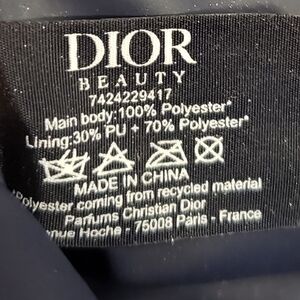 DIOR
BEAUTY
7424229417
Main body:100% Polyester*
Lining:30% PU + 70% Polyester*
MADE IN CHINA
*Polyester coming from recycled material
Parfums Christian Dior
Hoche - 75008 Paris - France